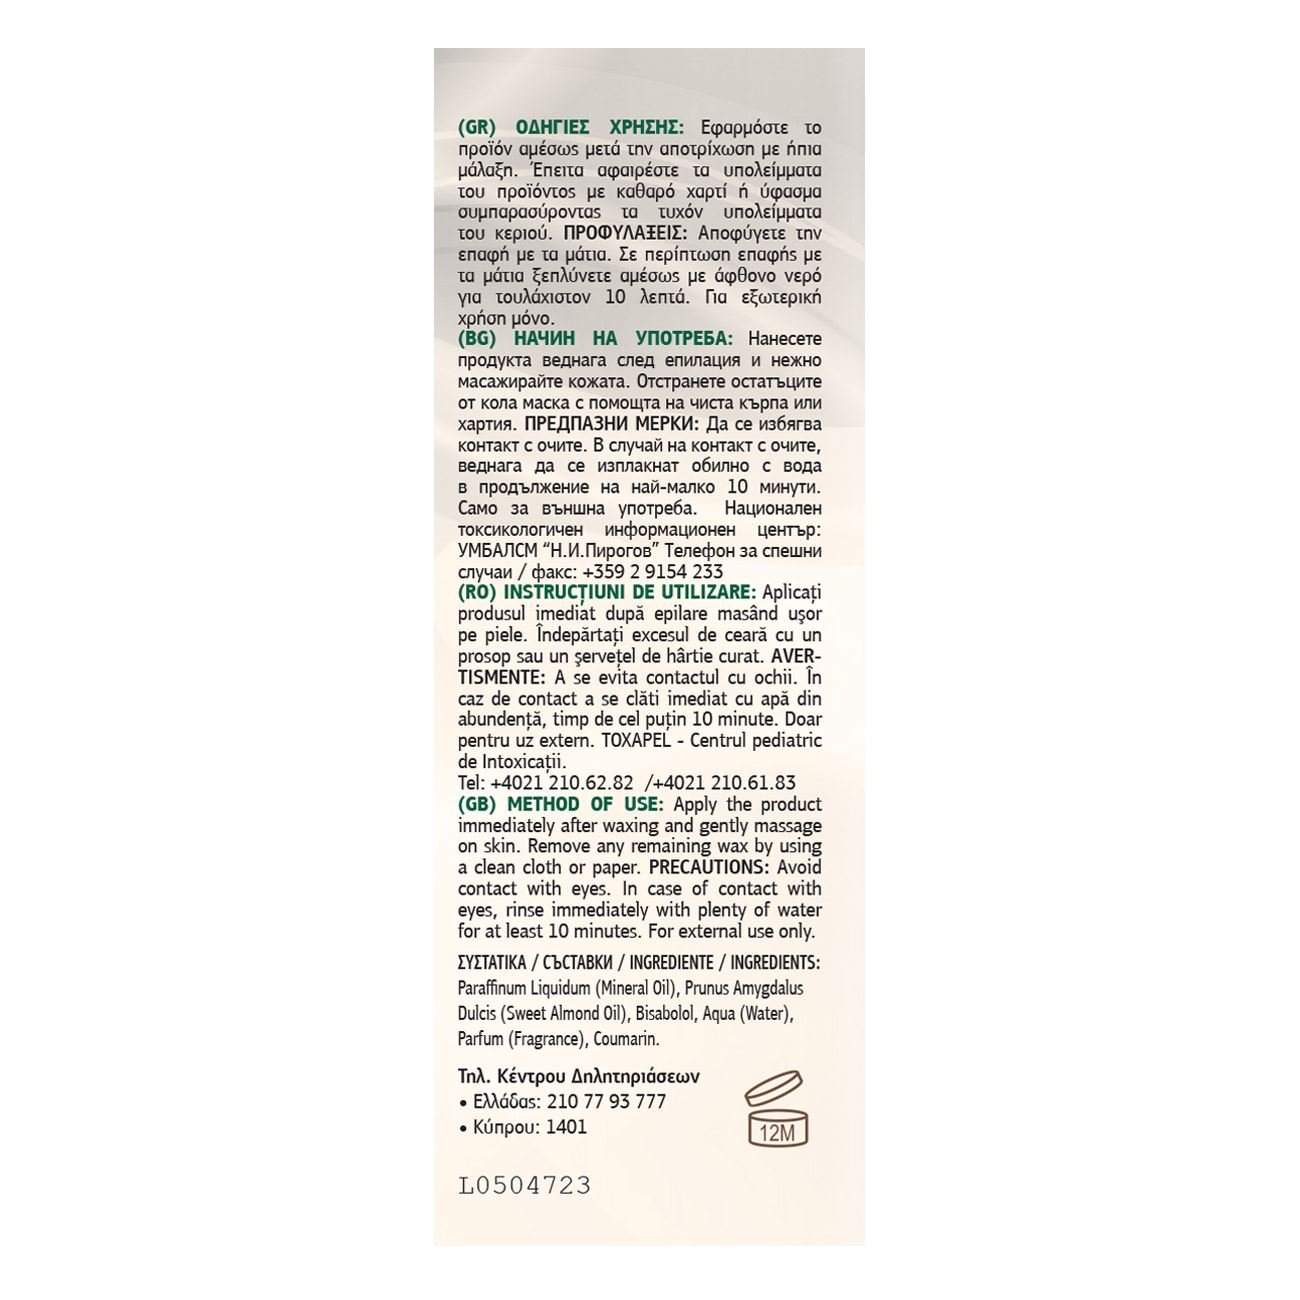 (GR) ΟΔΗΓΙΕΣ ΧΡΗΣΗΣ: Εφαρμόστε το
προϊόν αμέσως μετά την αποτρίχωση με ήπια
μάλαξη. Έπειτα αφαιρέστε τα υπολείμματα
του προϊόντος με καθαρό χαρτί ή ύφασμα
συμπαρασύροντας τα τυχόν υπολείμματα
του κεριού. ΠΡΟΦΥΛΑΞΕΙΣ: Αποφύγετε την
επαφή με τα μάτια. Σε περίπτωση επαφής με
τα μάτια ξεπλύνετε αμέσως με άφθονο νερό
για τουλάχιστον 10 λεπτά. Για εξωτερική
χρήση μόνο.
(BG) НАЧИН НА УПОТРЕБА: Нанесете
продукта веднага след епилация и нежно
масажирайте кожата. Отстранете остатъците
от кола маска с помощта на чиста кърпа или
хартия. ПРЕДПАЗНИ МЕРКИ: Да се избягва
контакт с очите. В случай на контакт с очите,
веднага да се изплакнат обилно с вода
в продължение на най-малко 10 минути.
Само за външна употреба. Национален
токсикологичен информационен център:
УМБАЛСМ “Н.И.Пирогов” Телефон за спешни
случаи / факс: +359 2 9154 233
(RO) INSTRUCȚIUNI DE UTILIZARE: Aplicați
produsul imediat după epilare masând ușor
pe piele. Îndepărtați excesul de ceară cu un
prosop sau un șervețel de hârtie curat. AVER-
TISMENTE: A se evita contactul cu ochii. În
caz de contact a se clăti imediat cu apă din
abundență, timp de cel puțin 10 minute. Doar
pentru uz extern. TOXAPEL - Centrul pediatric
de Intoxicații.
Tel: +4021 210.62.82 /+4021 210.61.83
(GB) METHOD OF USE: Apply the product
immediately after waxing and gently massage
on skin. Remove any remaining wax by using
a clean cloth or paper. PRECAUTIONS: Avoid
contact with eyes. In case of contact with
eyes, rinse immediately with plenty of water
for at least 10 minutes. For external use only.
ΣΥΣΤΑΤΙΚΑ / СЪСТАВКИ / INGREDIENTE / INGREDIENTS:
Paraffinum Liquidum (Mineral Oil), Prunus Amygdalus
Dulcis (Sweet Almond Oil), Bisabolol, Aqua (Water),
Parfum (Fragrance), Coumarin.
Τηλ. Κέντρου Δηλητηριάσεων
• Ελλάδας: 210 77 93 777
• Κύπρου: 1401
12M
L0504723